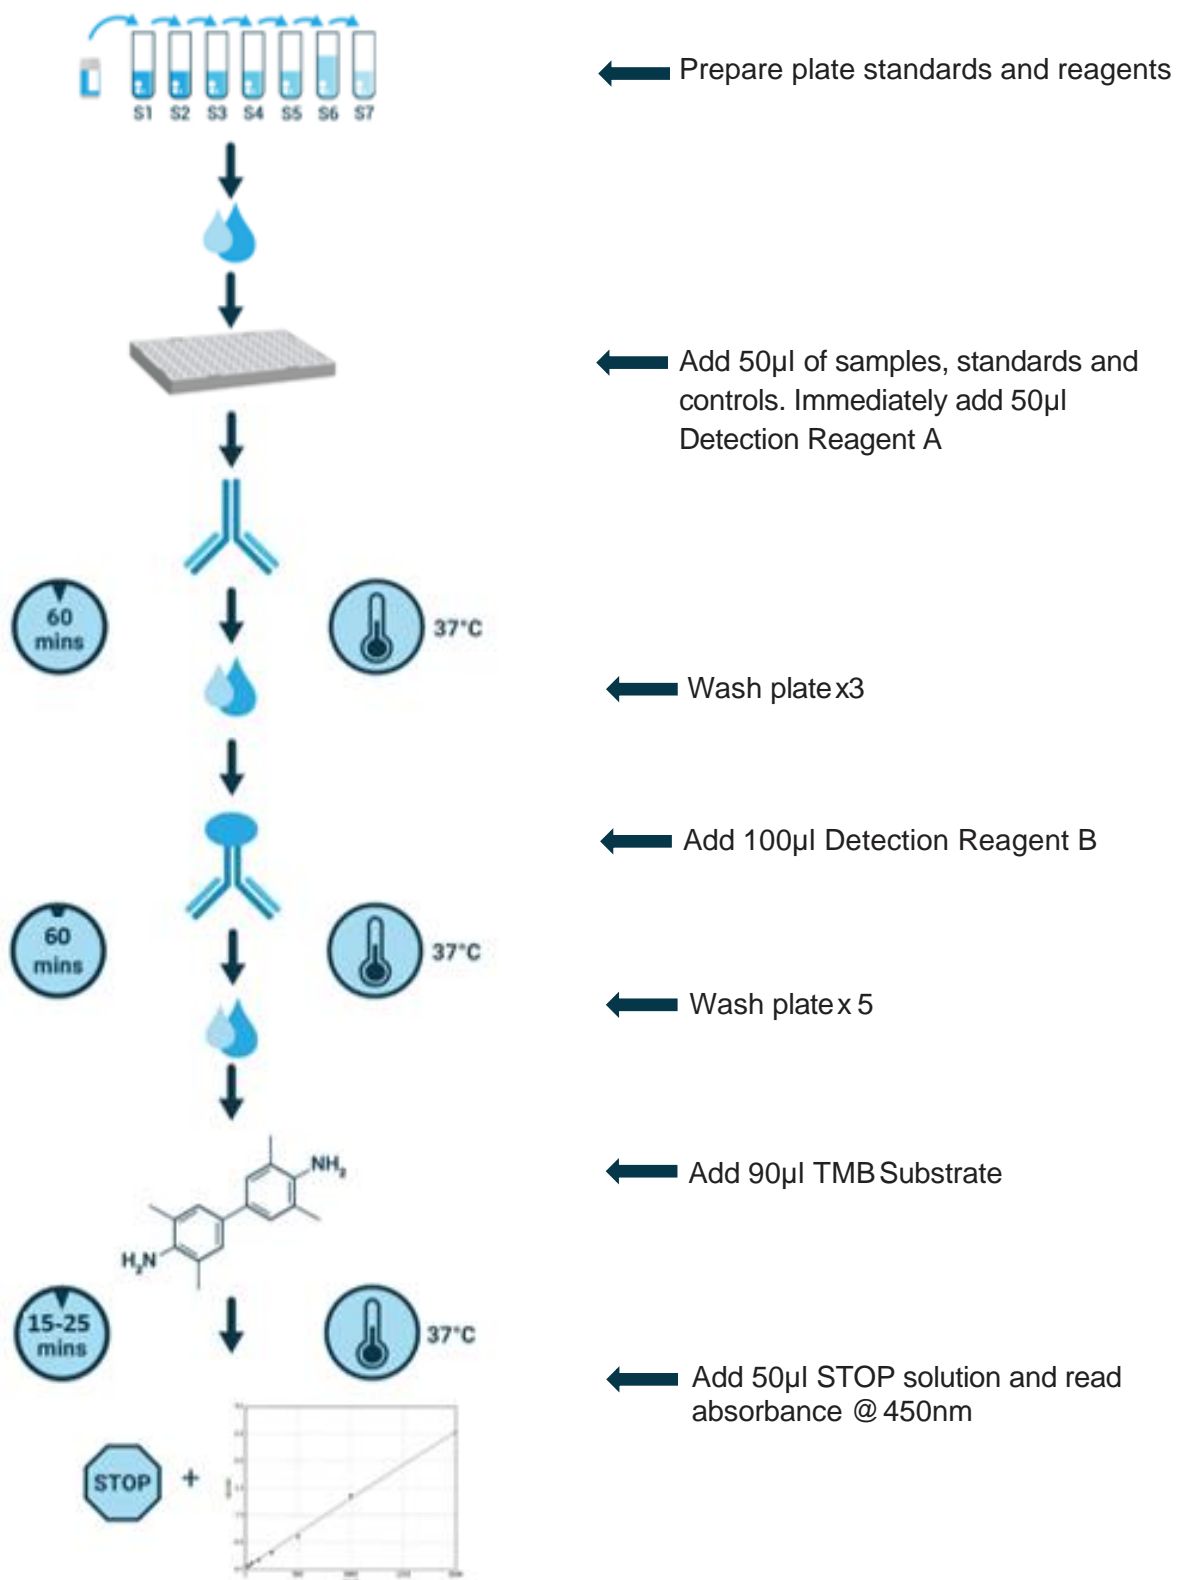 S1 S2 S3 S4 S5 S6 S7
Prepare plate standards and reagents
Add 50µl of samples, standards and
controls. Immediately add 50µl
Detection Reagent A
60
mins
37°C
Wash plate x3
Add 100µl Detection Reagent B
60
mins
37°C
Wash plate x 5
NH₂
H₂N
Add 90µl TMB Substrate
15-25
mins
37°C
Add 50µl STOP solution and read
absorbance @ 450nm
STOP
+